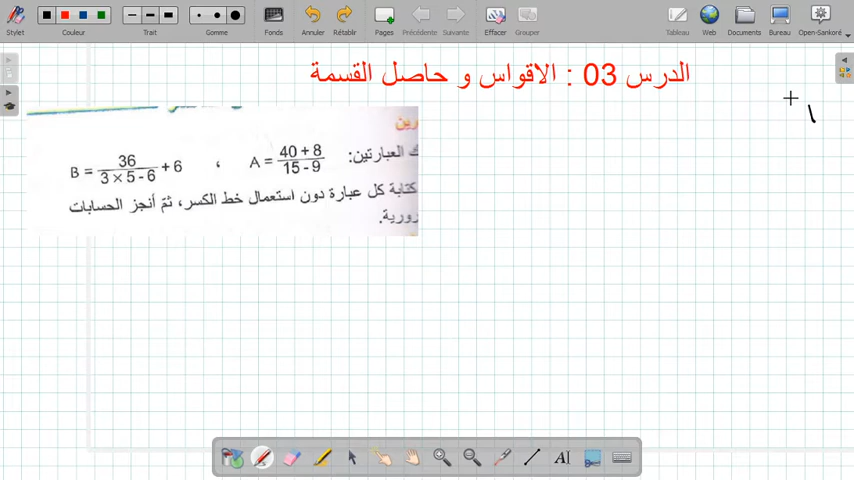 Stylet Couleur Trait Gomme Fonds Annuler Rétablir Pages Précédente Suivante Effacer Grouper Tableau Web Documents Bureau Open-Sankoré
الدرس 03 : الاقواس و حاصل القسمة
العبارتين: A = (40 + 8)/(15 - 9) ، B = 36/(3 × 5 - 6) + 6
كتابة كل عبارة دون استعمال خط الكسر، ثمّ أنجز الحسابات